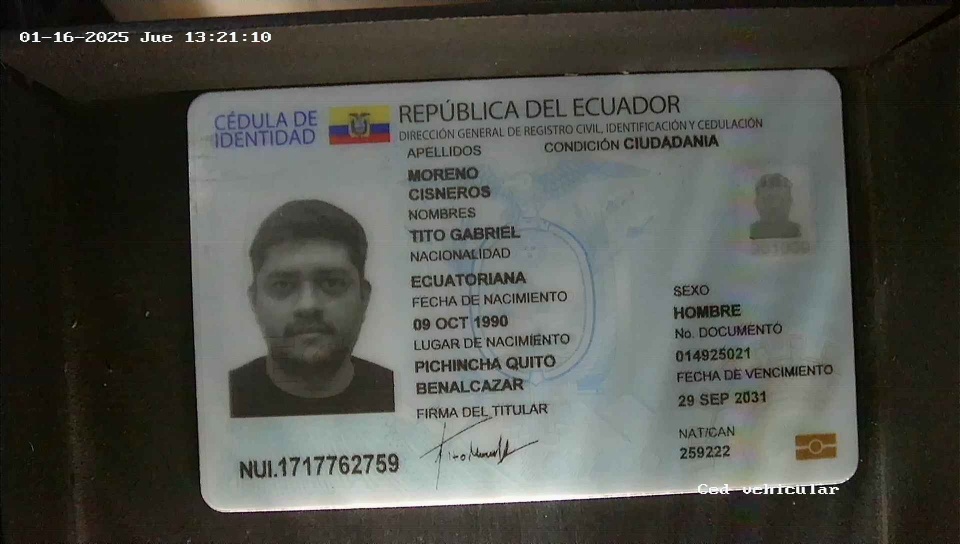 01-16-2025 Jue 13:21:10
CÉDULA DE
IDENTIDAD
REPÚBLICA DEL ECUADOR
DIRECCIÓN GENERAL DE REGISTRO CIVIL, IDENTIFICACIÓN Y CEDULACIÓN
APELLIDOS
CONDICIÓN CIUDADANIA
MORENO
CISNEROS
NOMBRES
TITO GABRIEL
NACIONALIDAD
ECUATORIANA
FECHA DE NACIMIENTO
09 OCT 1990
LUGAR DE NACIMIENTO
PICHINCHA QUITO
BENALCAZAR
FIRMA DEL TITULAR
SEXO
HOMBRE
No. DOCUMENTO
014925021
FECHA DE VENCIMIENTO
29 SEP 2031
NAT/CAN
259222
NUI.1717762759
Ced vehicular